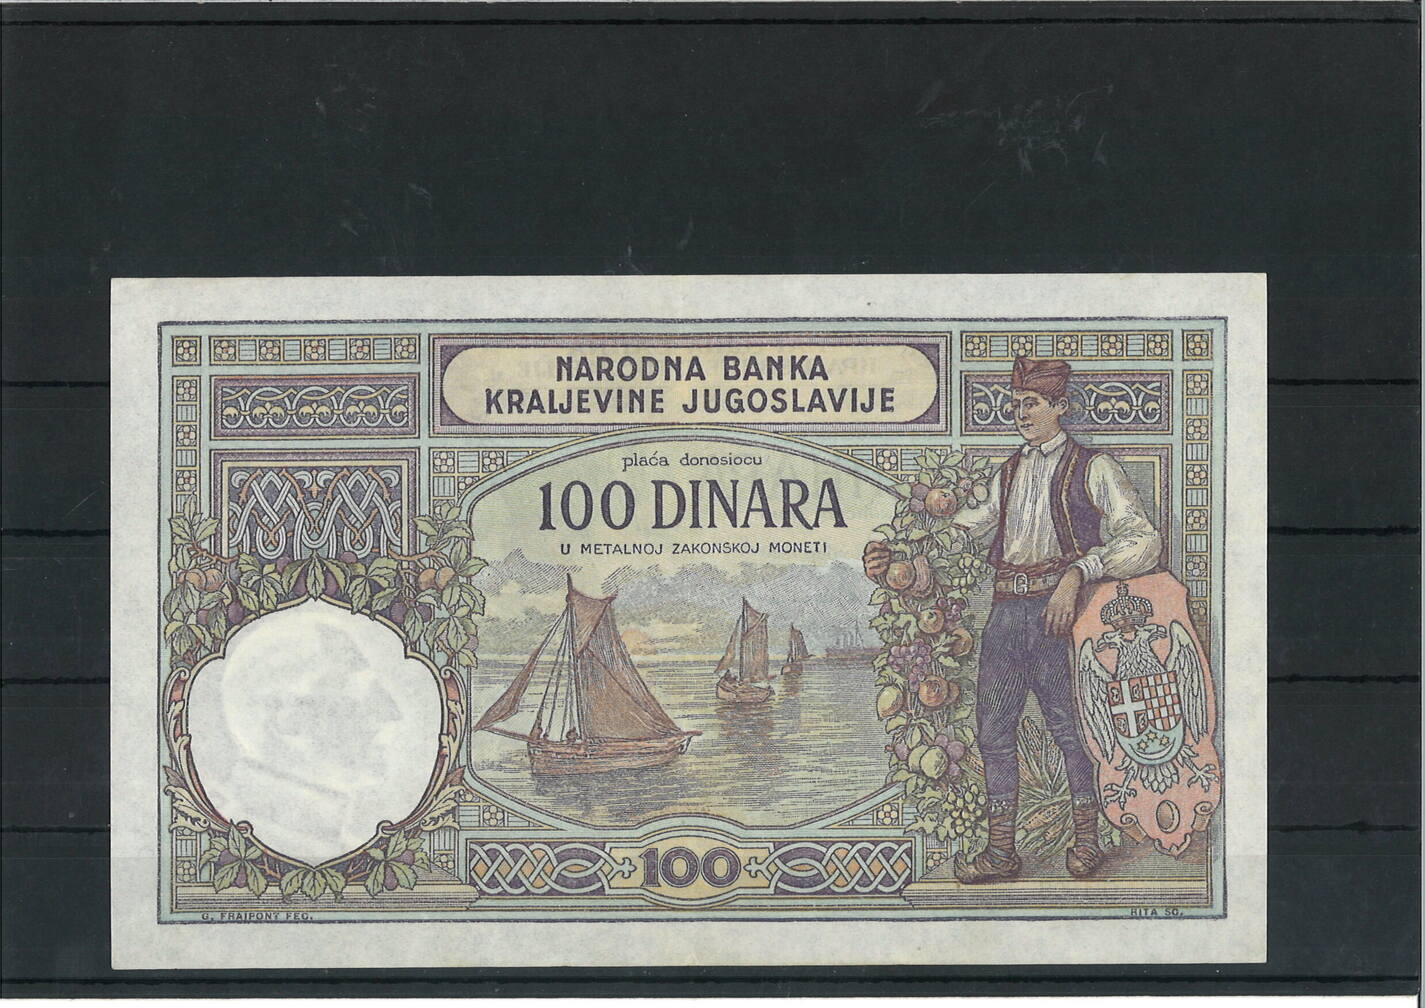 NARODNA BANKA
KRALJEVINE JUGOSLAVIJE
plaća donosiocu
100 DINARA
U METALNOJ ZAKONSKOJ MONETI
100
G. FRAIPONT FEC.
RITA SC.